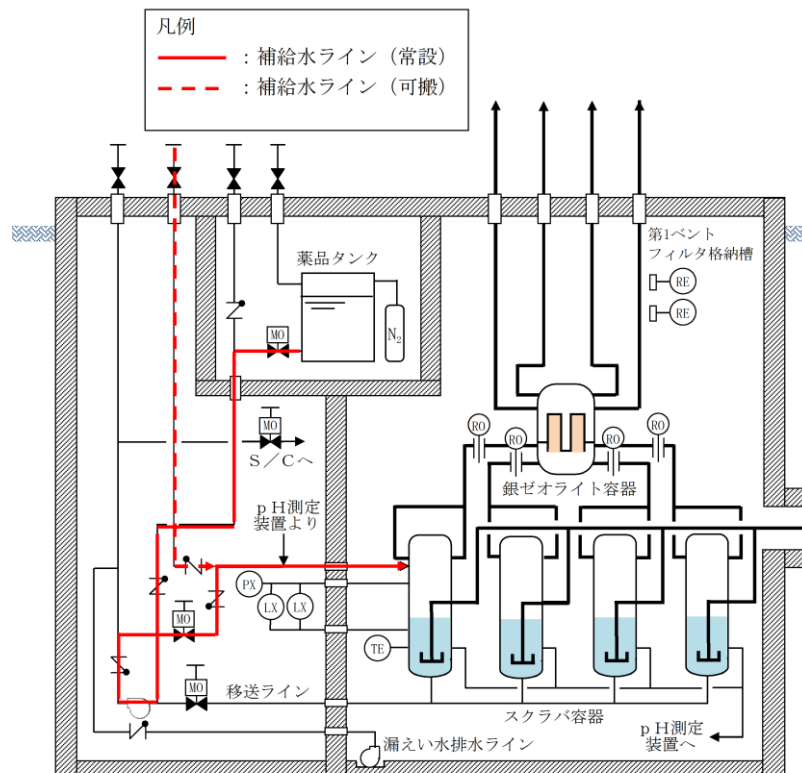 凡例
：補給水ライン（常設）
：補給水ライン（可搬）
第1ベント
フィルタ格納槽
RE
RE
薬品タンク
N₂
MO
MO
S／Cへ
RO
RO
RO
RO
銀ゼオライト容器
ｐＨ測定
装置より
PX
LX
LX
MO
TE
MO
移送ライン
スクラバ容器
ｐＨ測定
装置へ
漏えい水排水ライン